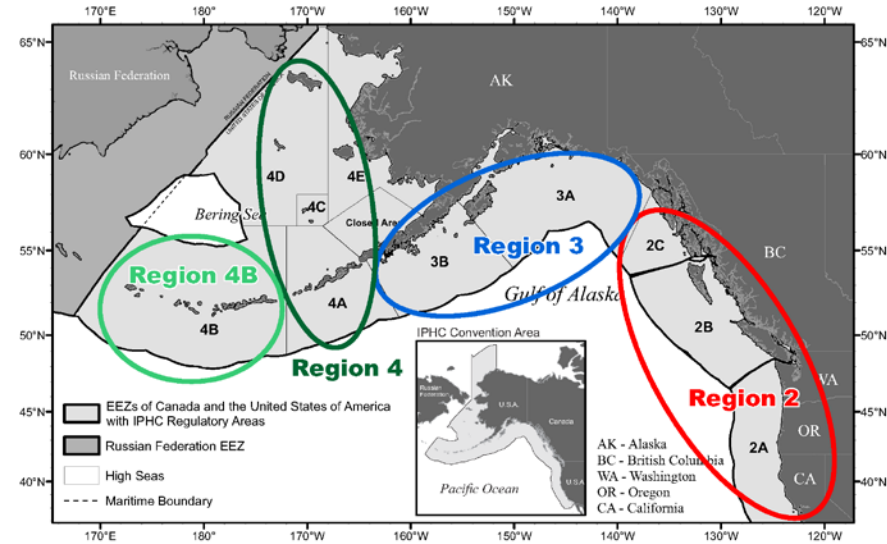 170°E 180° 170°W 160°W 150°W 140°W 130°W 120°W
65°N 65°N
Russian Federation
RUSSIAN FEDERATION
UNITED STATES OF
AK
60°N 60°N
4D 4E
3A
4C
Bering Sea
Closed Area
55°N 55°N
2C
BC
Region 3
3B
Region 4B
Gulf of Alaska
4A
4B
2B
50°N 50°N
IPHC Convention Area
Region 4
Russian
Federation
U.S.A.
Canada
U.S.A
Pacific Ocean
WA
Region 2
EEZs of Canada and the United States of America
with IPHC Regulatory Areas
45°N 45°N
OR
Russian Federation EEZ
2A
AK - Alaska
BC - British Columbia
WA - Washington
OR - Oregon
CA - California
High Seas
CA
40°N 40°N
Maritime Boundary
170°E 180° 170°W 160°W 150°W 140°W 130°W 120°W